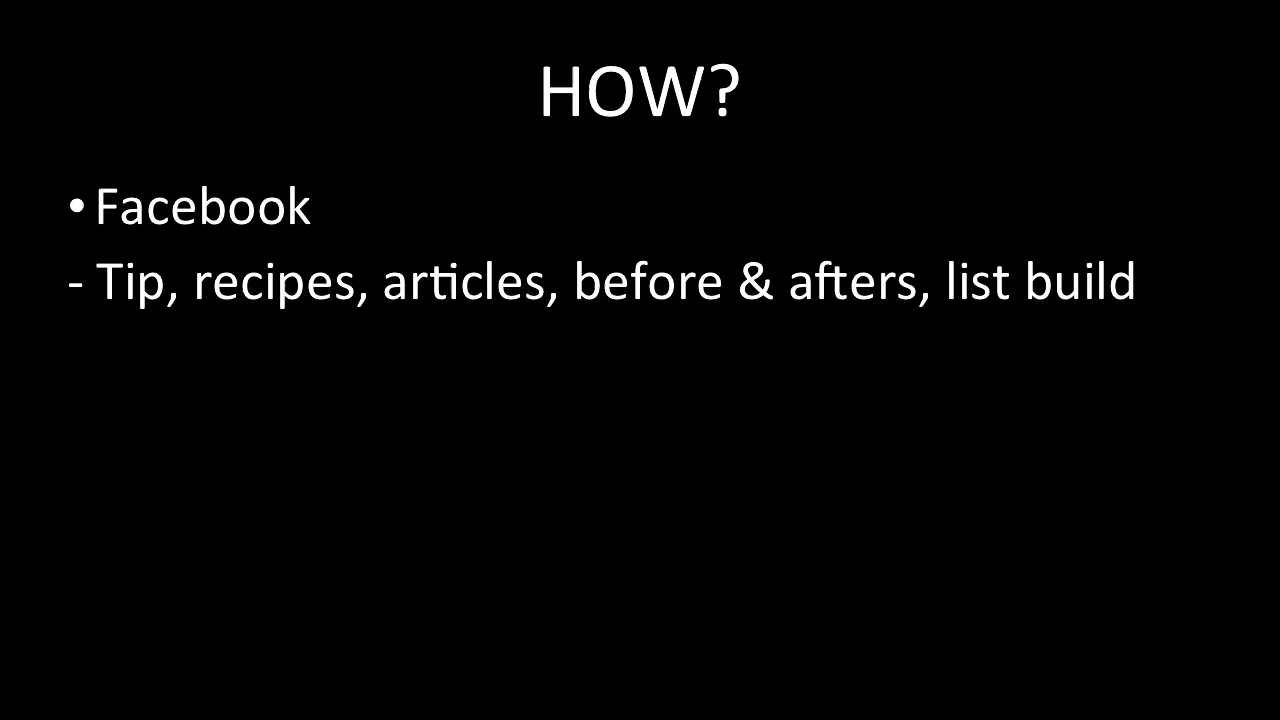 HOW?
• Facebook
- Tip, recipes, articles, before & afters, list build